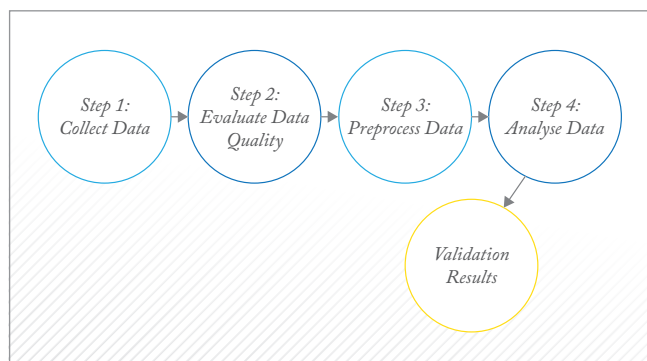 Step 1:
Collect Data
Step 2:
Evaluate Data
Quality
Step 3:
Preprocess Data
Step 4:
Analyse Data
Validation
Results